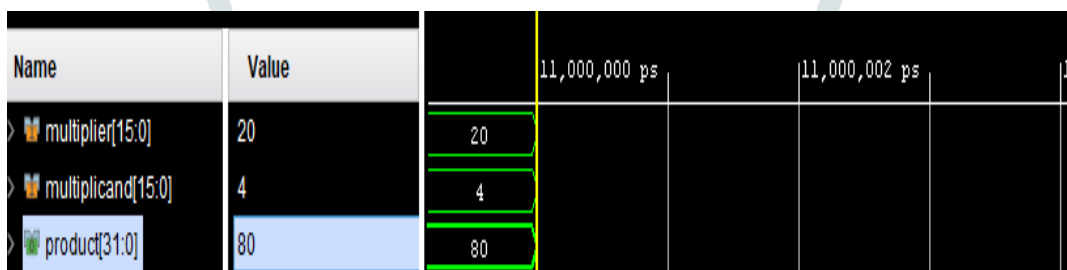 Name Value 11,000,000 ps 11,000,002 ps
multiplier[15:0] 20 20
multiplicand[15:0] 4 4
product[31:0] 80 80